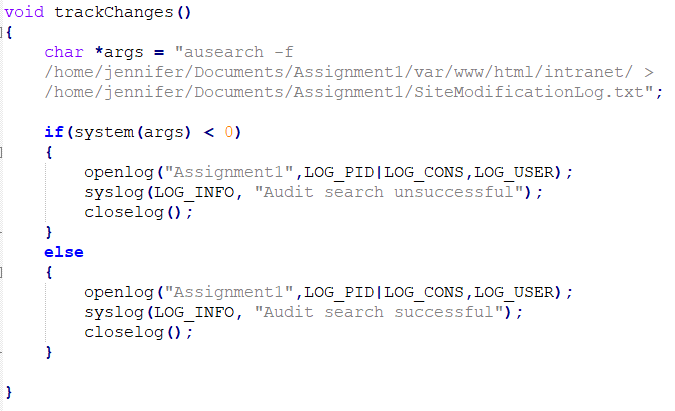 void trackChanges()
{
char *args = "ausearch -f
/home/jennifer/Documents/Assignment1/var/www/html/intranet/ >
/home/jennifer/Documents/Assignment1/SiteModificationLog.txt";
if(system(args) < 0)
{
openlog("Assignment1",LOG_PID|LOG_CONS,LOG_USER);
syslog(LOG_INFO, "Audit search unsuccessful");
closelog();
}
else
{
openlog("Assignment1",LOG_PID|LOG_CONS,LOG_USER);
syslog(LOG_INFO, "Audit search successful");
closelog();
}
}